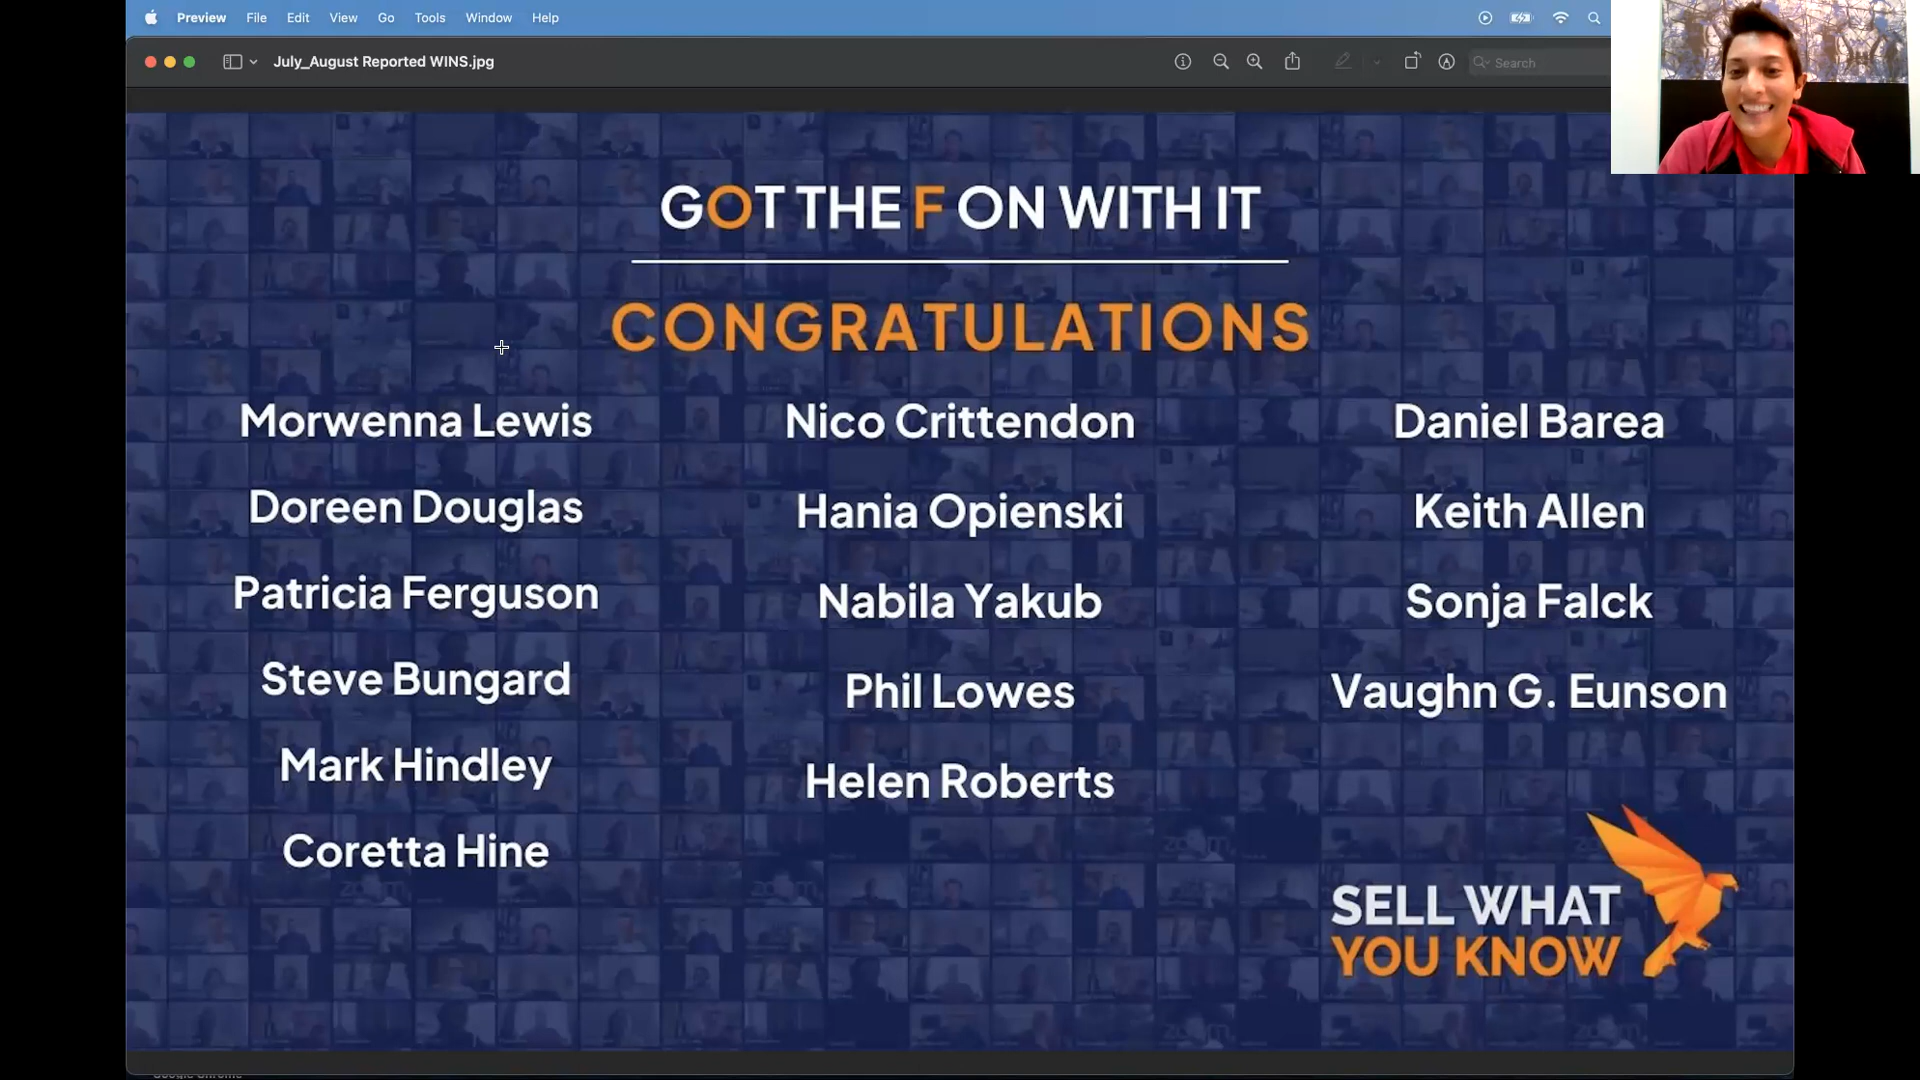 Preview File Edit View Go Tools Window Help
July_August Reported WINS.jpg
Search
GOT THE F ON WITH IT
CONGRATULATIONS
Morwenna Lewis
Doreen Douglas
Patricia Ferguson
Steve Bungard
Mark Hindley
Coretta Hine
Nico Crittendon
Hania Opienski
Nabila Yakub
Phil Lowes
Helen Roberts
Daniel Barea
Keith Allen
Sonja Falck
Vaughn G. Eunson
SELL WHAT
YOU KNOW